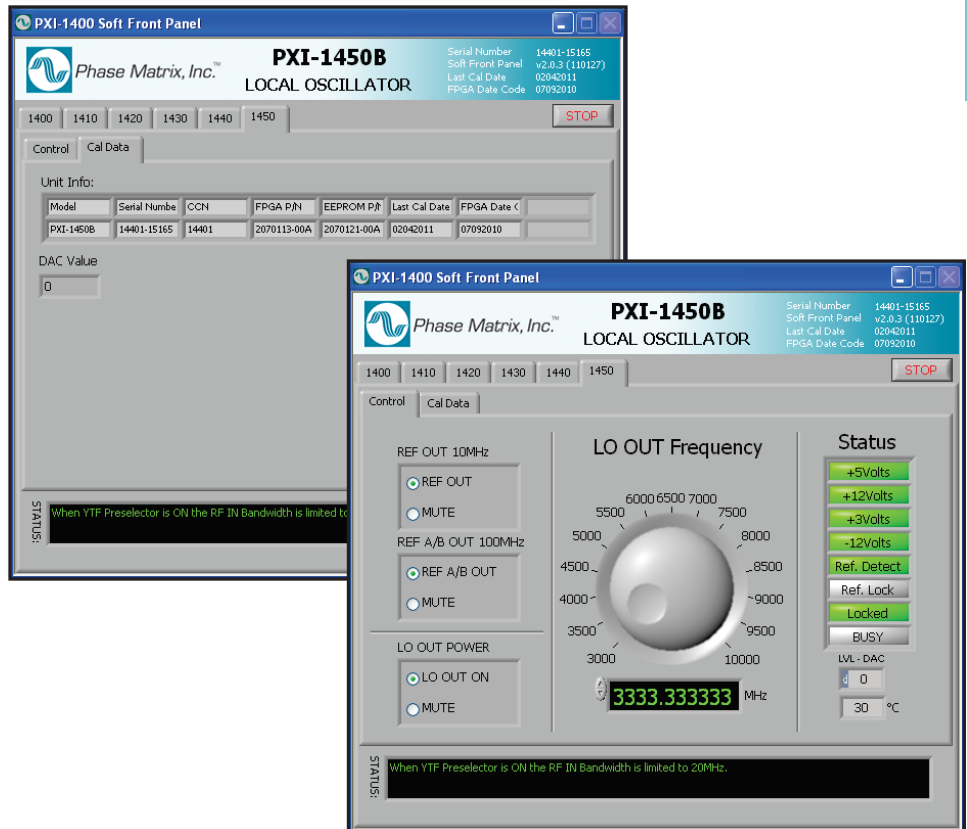 PXI-1400 Soft Front Panel
Phase Matrix, Inc.™
PXI-1450B
LOCAL OSCILLATOR
Serial Number 14401-15165
Soft Front Panel v2.0.3 (110127)
Last Cal Date 02042011
FPGA Date Code 07092010
1400 1410 1420 1430 1440 1450
STOP
Control Cal Data
Unit Info:
Model Serial Numbe CCN FPGA P/N EEPROM P/N Last Cal Date FPGA Date C
PXI-1450B 14401-15165 14401 2070113-00A 2070121-00A 02042011 07092010
DAC Value
0
STATUS:
When YTF Preselector is ON the RF IN Bandwidth is limited to
PXI-1400 Soft Front Panel
Phase Matrix, Inc.™
PXI-1450B
LOCAL OSCILLATOR
Serial Number 14401-15165
Soft Front Panel v2.0.3 (110127)
Last Cal Date 02042011
FPGA Date Code 07092010
1400 1410 1420 1430 1440 1450
STOP
Control Cal Data
REF OUT 10MHz
REF OUT
MUTE
REF A/B OUT 100MHz
REF A/B OUT
MUTE
LO OUT POWER
LO OUT ON
MUTE
LO OUT Frequency
3000
3500
4000
4500
5000
5500
6000
6500
7000
7500
8000
8500
9000
9500
10000
3333.333333 MHz
Status
+5Volts
+12Volts
+3Volts
-12Volts
Ref. Detect
Ref. Lock
Locked
BUSY
LVL - DAC
d 0
30 °C
STATUS:
When YTF Preselector is ON the RF IN Bandwidth is limited to 20MHz.